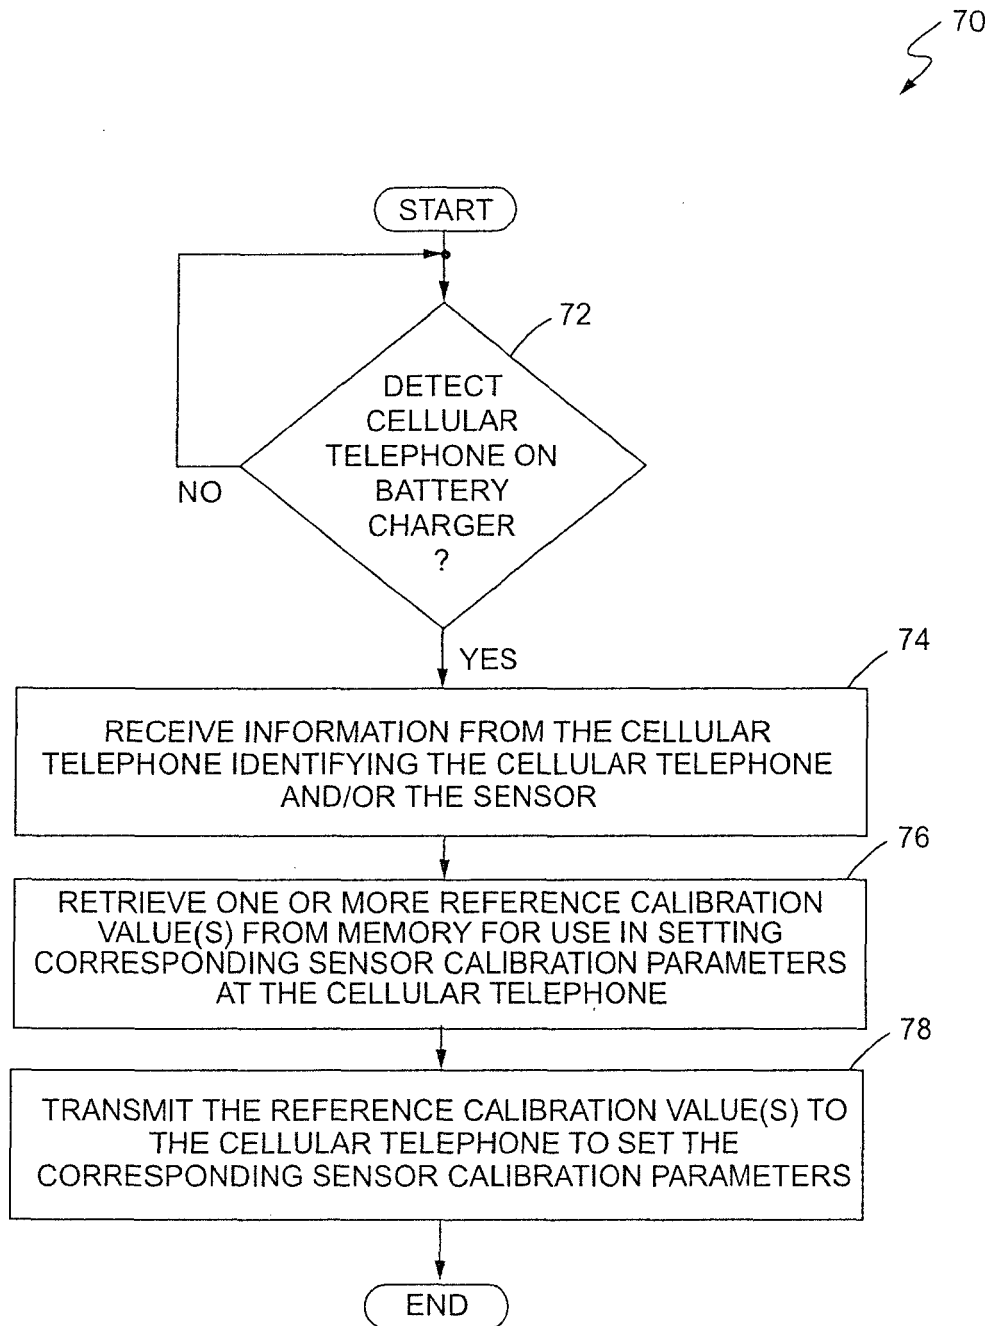 70
START
72
DETECT
CELLULAR
TELEPHONE ON
BATTERY
CHARGER
?
NO
YES
74
RECEIVE INFORMATION FROM THE CELLULAR
TELEPHONE IDENTIFYING THE CELLULAR TELEPHONE
AND/OR THE SENSOR
76
RETRIEVE ONE OR MORE REFERENCE CALIBRATION
VALUE(S) FROM MEMORY FOR USE IN SETTING
CORRESPONDING SENSOR CALIBRATION PARAMETERS
AT THE CELLULAR TELEPHONE
78
TRANSMIT THE REFERENCE CALIBRATION VALUE(S) TO
THE CELLULAR TELEPHONE TO SET THE
CORRESPONDING SENSOR CALIBRATION PARAMETERS
END